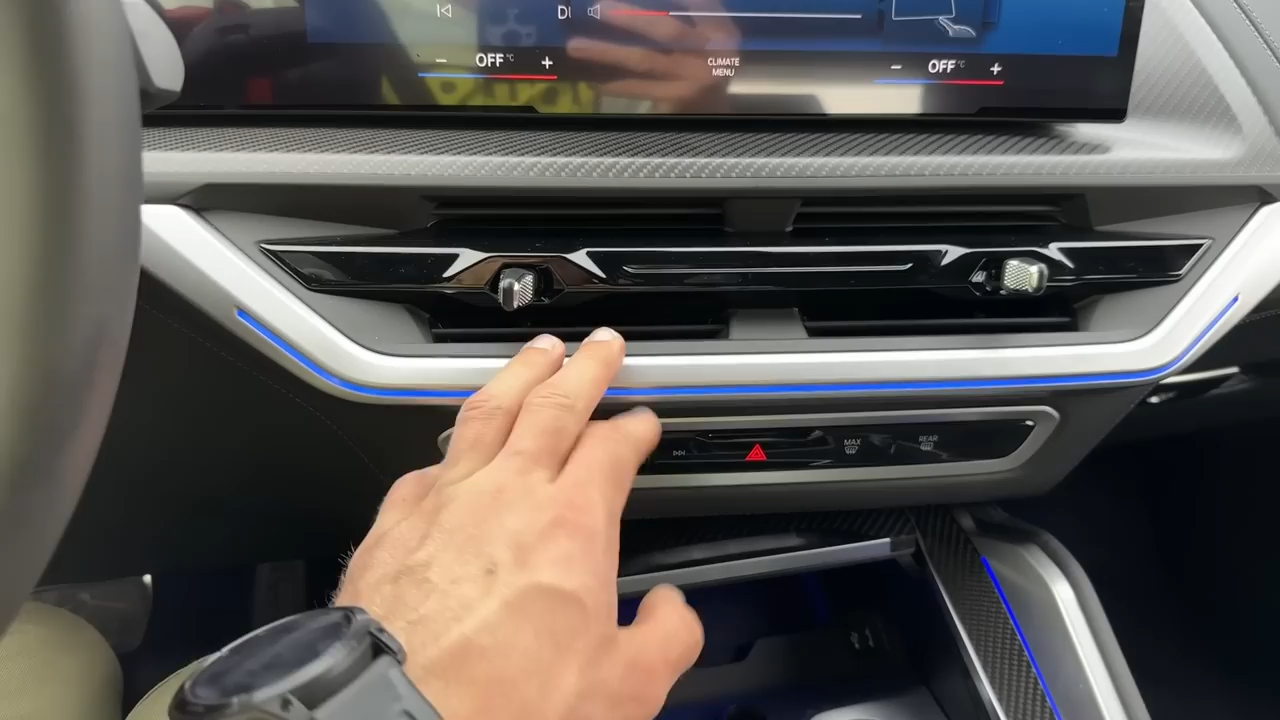 OFF °C
CLIMATE
MENU
OFF °C
MAX
REAR